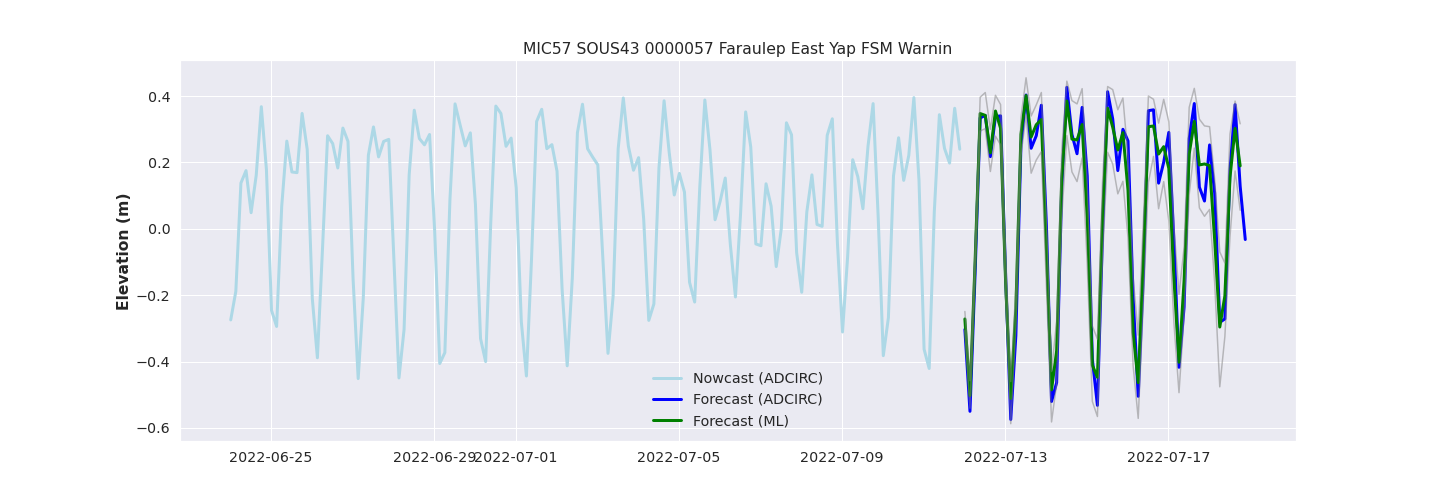 MIC57 SOUS43 0000057 Faraulep East Yap FSM Warnin
Elevation (m)
0.4
0.2
0.0
−0.2
−0.4
−0.6
Nowcast (ADCIRC)
Forecast (ADCIRC)
Forecast (ML)
2022-06-25
2022-06-29
2022-07-01
2022-07-05
2022-07-09
2022-07-13
2022-07-17